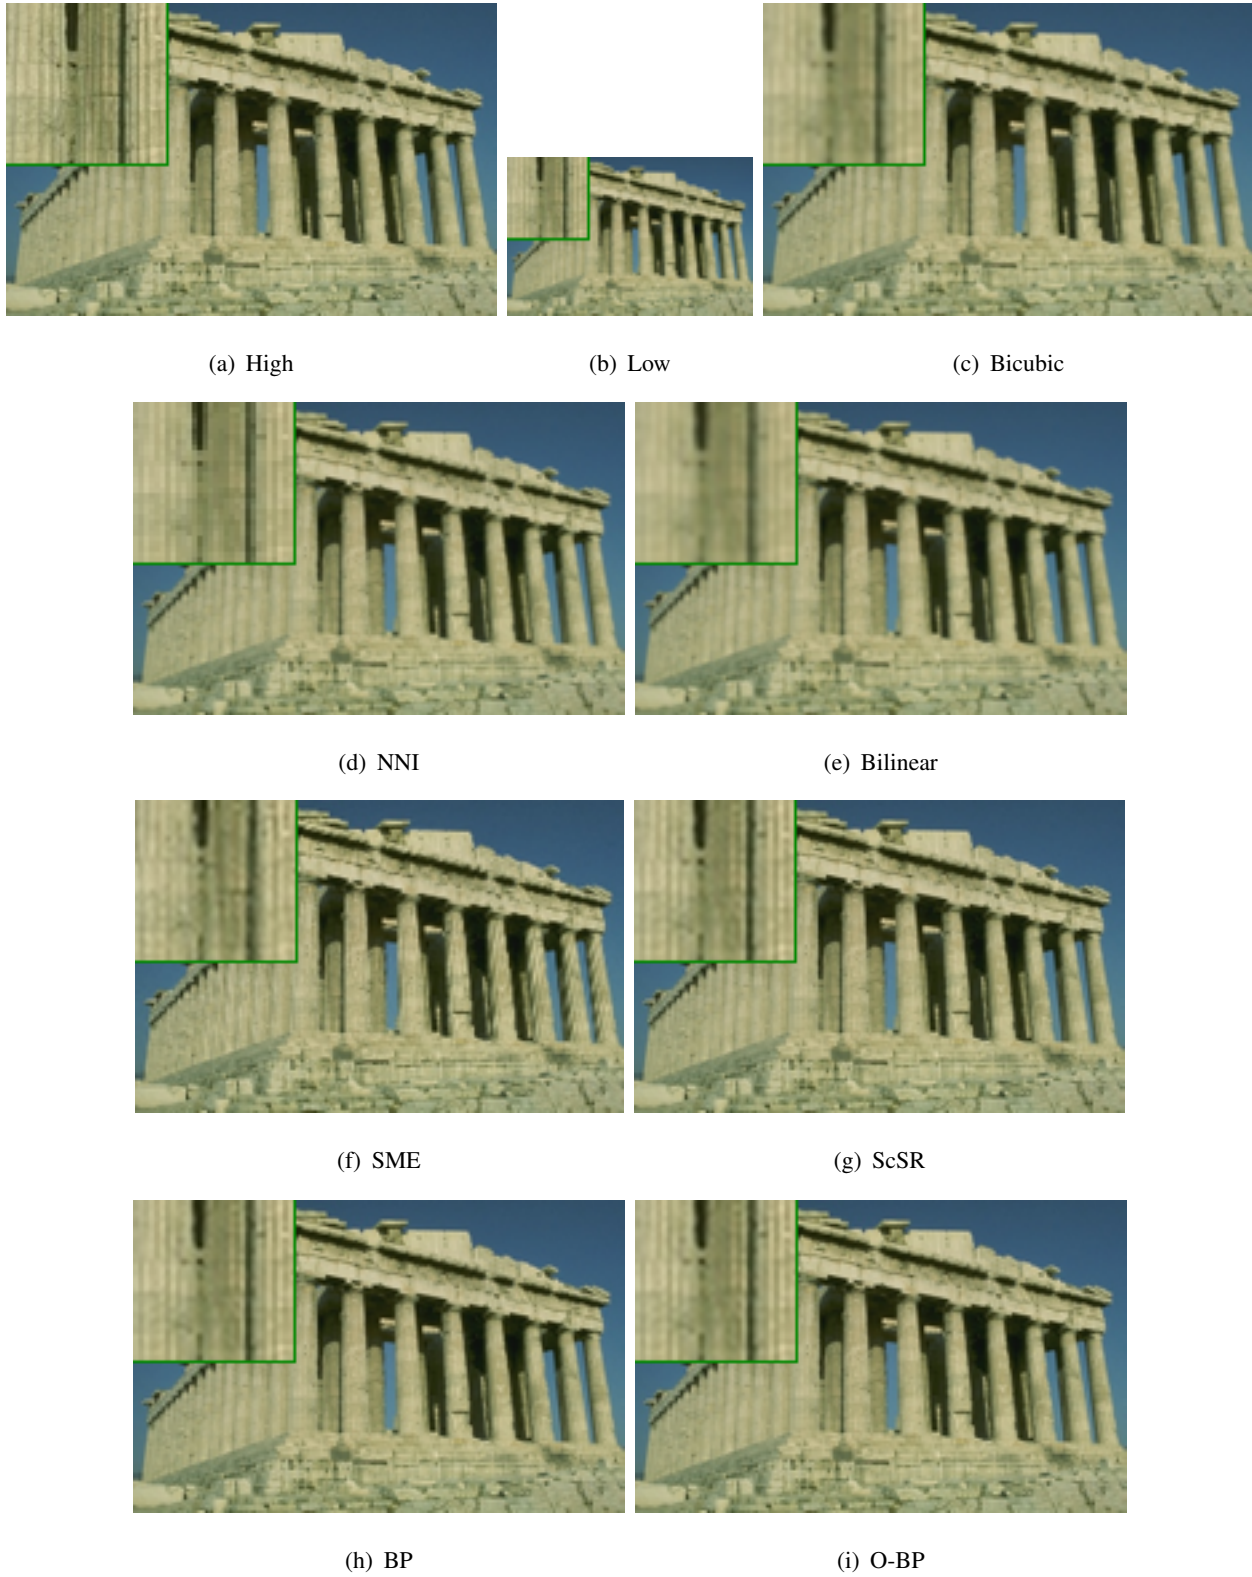 (a) High
(b) Low
(c) Bicubic
(d) NNI
(e) Bilinear
(f) SME
(g) ScSR
(h) BP
(i) O-BP